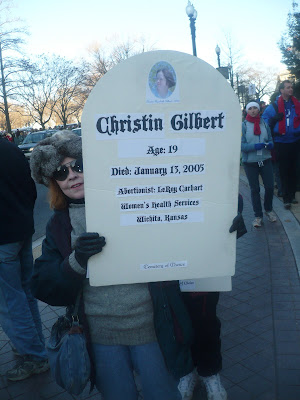 Christin Gilbert
Age: 19
Died: January 13, 2005
Abortionist: LeRoy Carhart
Women's Health Services
Wichita, Kansas